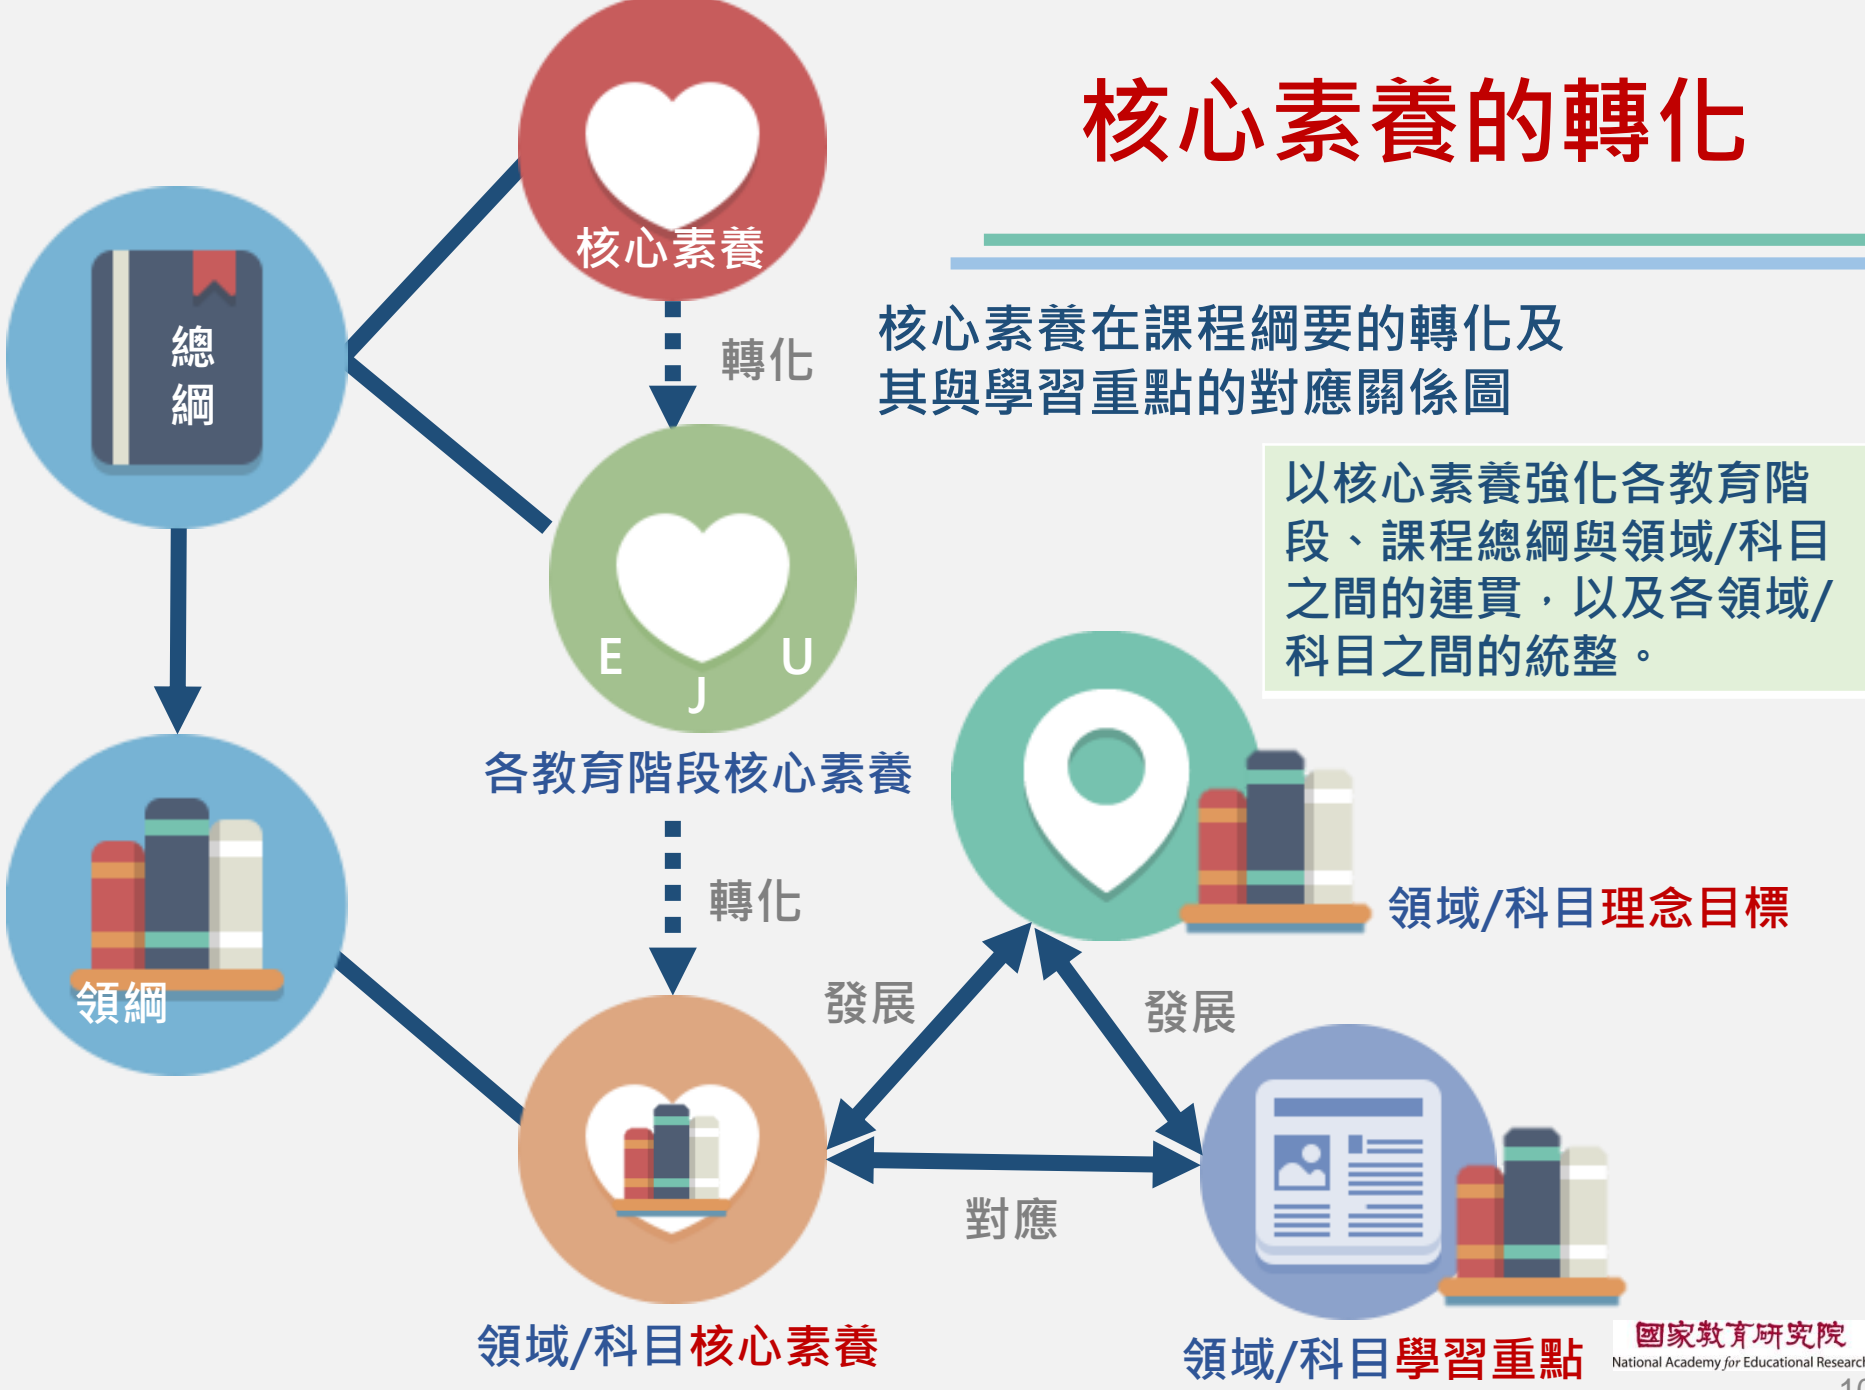 核心素養的轉化
核心素養
總
綱
轉化
核心素養在課程綱要的轉化及
其與學習重點的對應關係圖
以核心素養強化各教育階
段、課程總綱與領域/科目
之間的連貫，以及各領域/
科目之間的統整。
E
J
U
各教育階段核心素養
轉化
領域/科目理念目標
領綱
發展
發展
對應
領域/科目核心素養
領域/科目學習重點
國家教育研究院
National Academy for Educational Research